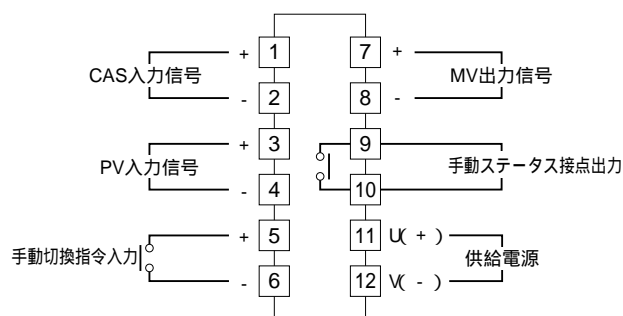 CAS入力信号
+ 1
- 2
PV入力信号
+ 3
- 4
手動切換指令入力
+ 5
- 6
7 +
8 -
MV出力信号
9
10
手動ステータス接点出力
11 U( + )
12 V( - )
供給電源